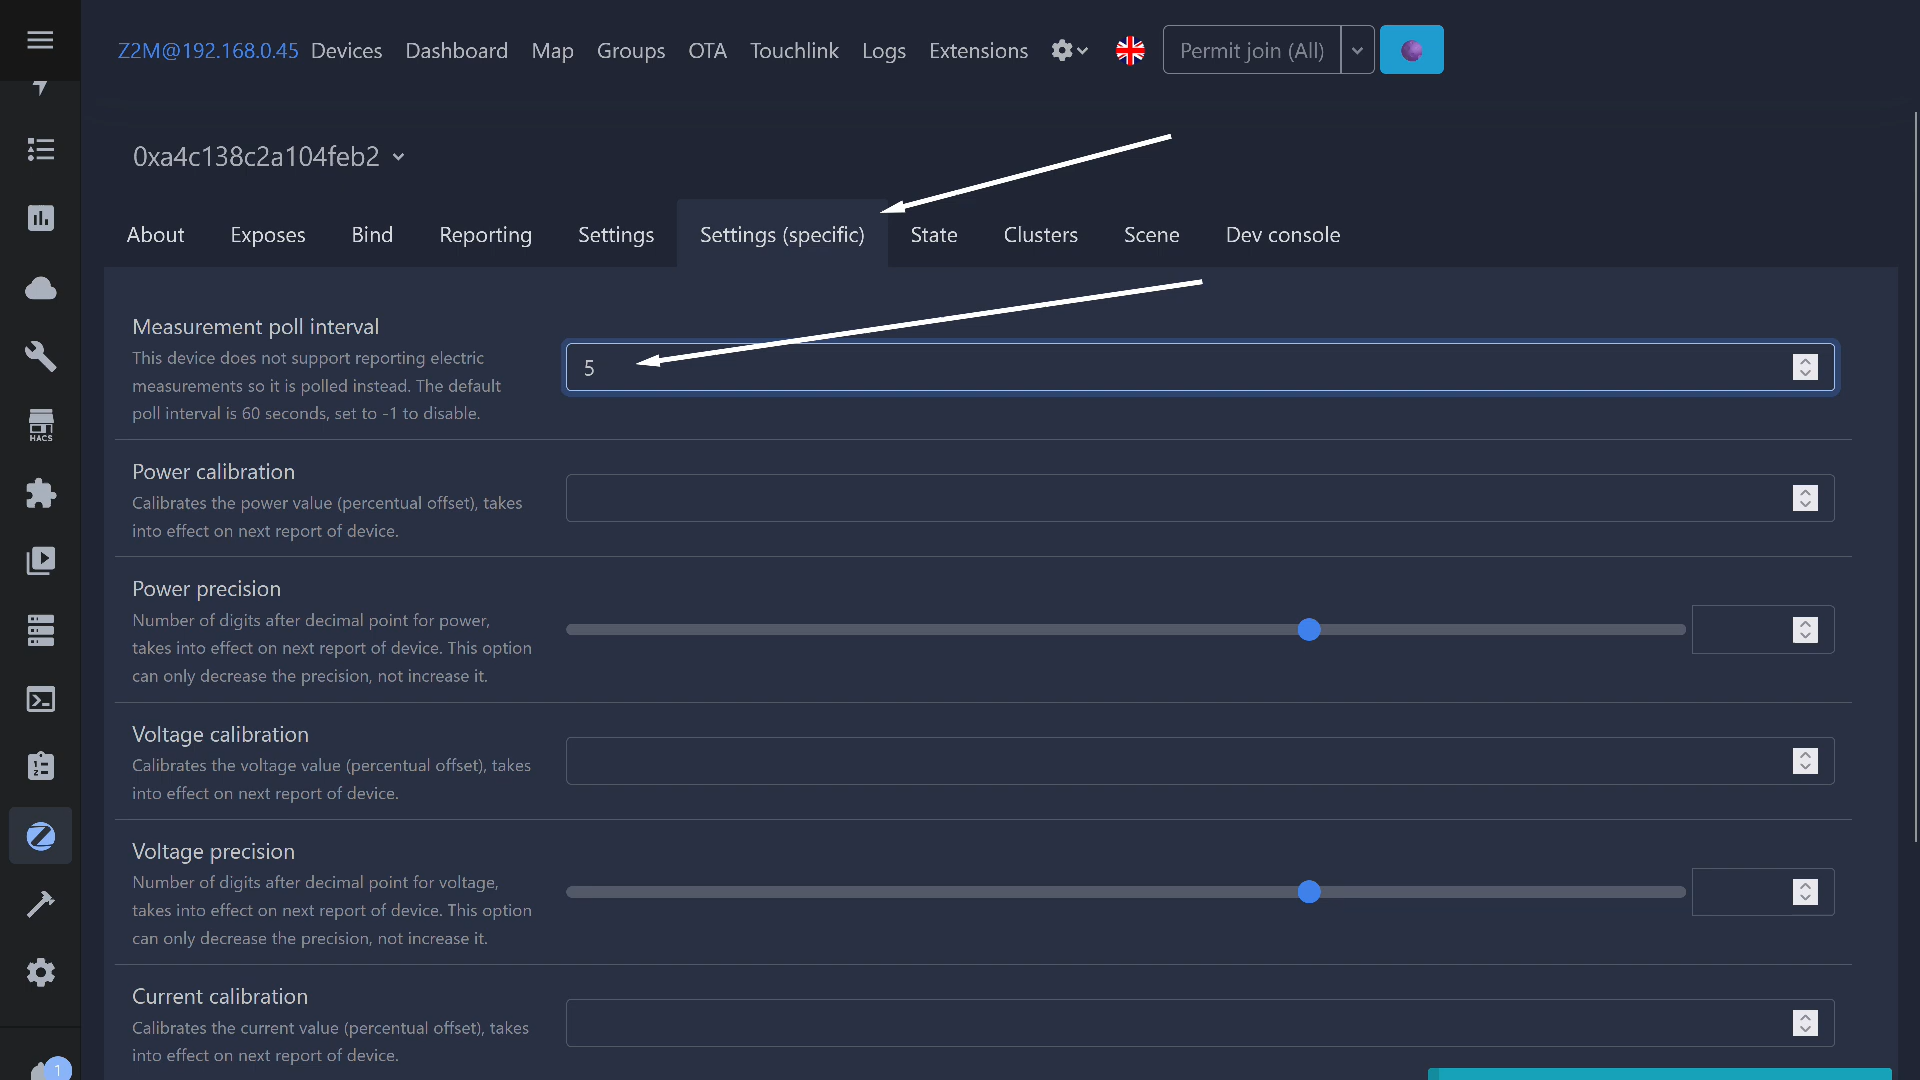 Z2M@192.168.0.45 Devices Dashboard Map Groups OTA Touchlink Logs Extensions Permit join (All)
0xa4c138c2a104feb2
About Exposes Bind Reporting Settings Settings (specific) State Clusters Scene Dev console
Measurement poll interval
This device does not support reporting electric
measurements so it is polled instead. The default
poll interval is 60 seconds, set to -1 to disable.
5
Power calibration
Calibrates the power value (percentual offset), takes
into effect on next report of device.
Power precision
Number of digits after decimal point for power,
takes into effect on next report of device. This option
can only decrease the precision, not increase it.
Voltage calibration
Calibrates the voltage value (percentual offset), takes
into effect on next report of device.
Voltage precision
Number of digits after decimal point for voltage,
takes into effect on next report of device. This option
can only decrease the precision, not increase it.
Current calibration
Calibrates the current value (percentual offset), takes
into effect on next report of device.
HACS
1